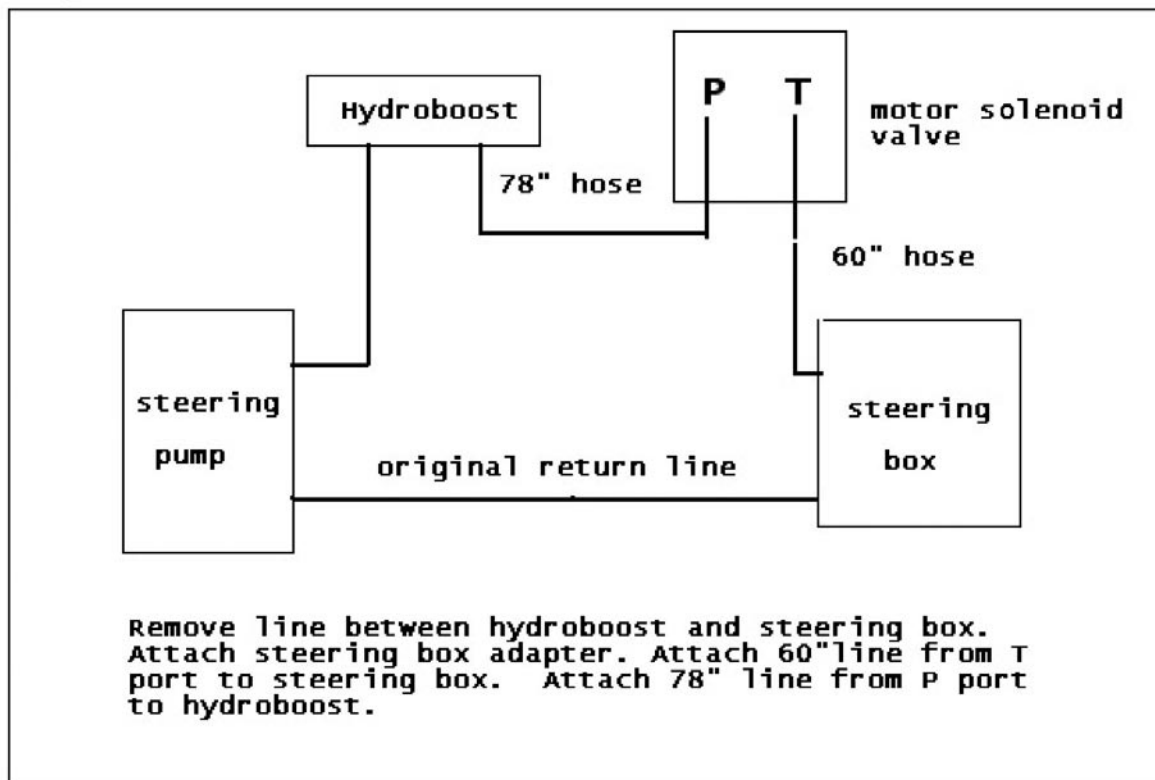 Hydroboost
P T
motor solenoid
valve
78" hose
60" hose
steering
pump
steering
box
original return line
Remove line between hydroboost and steering box.
Attach steering box adapter. Attach 60"line from T
port to steering box.  Attach 78" line from P port
to hydroboost.